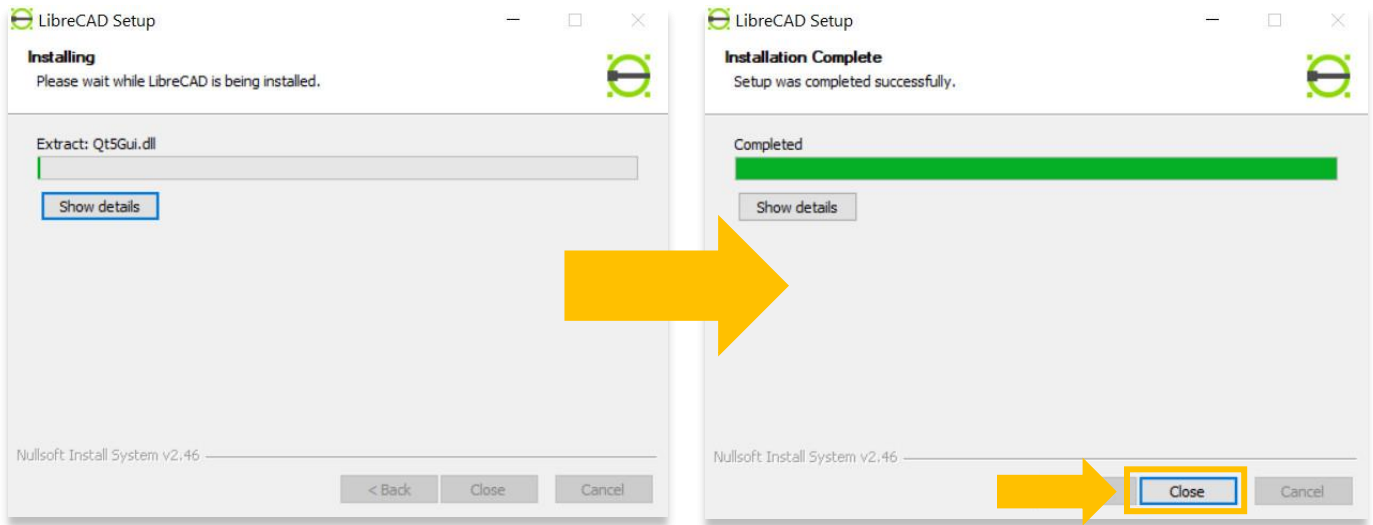 LibreCAD Setup
Installing
Please wait while LibreCAD is being installed.
Extract: Qt5Gui.dll
Show details
Nullsoft Install System v2.46
< Back
Close
Cancel
LibreCAD Setup
Installation Complete
Setup was completed successfully.
Completed
Show details
Nullsoft Install System v2.46
Close
Cancel